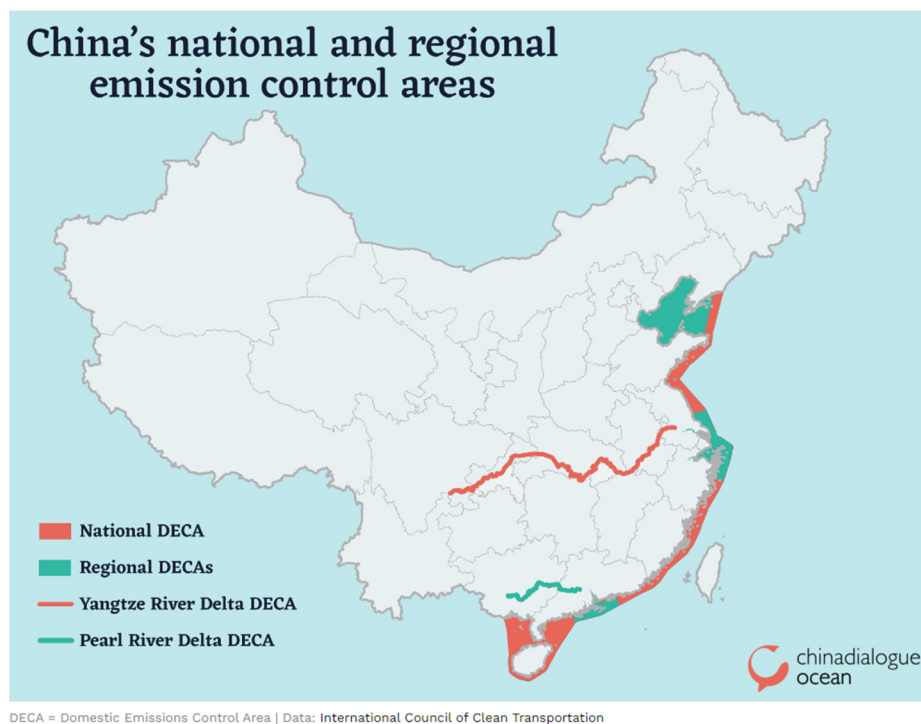 China’s national and regional
emission control areas
National DECA
Regional DECAs
Yangtze River Delta DECA
Pearl River Delta DECA
chinadialogue
ocean
DECA = Domestic Emissions Control Area | Data: International Council of Clean Transportation